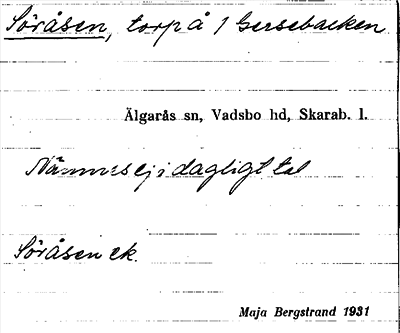 Söråsen, torp å 1 Gersebacken
Älgarås sn, Vadsbo hd, Skarab. l.
Nämnes ej i dagligt tal
Söråsen ek.
Maja Bergstrand 1931